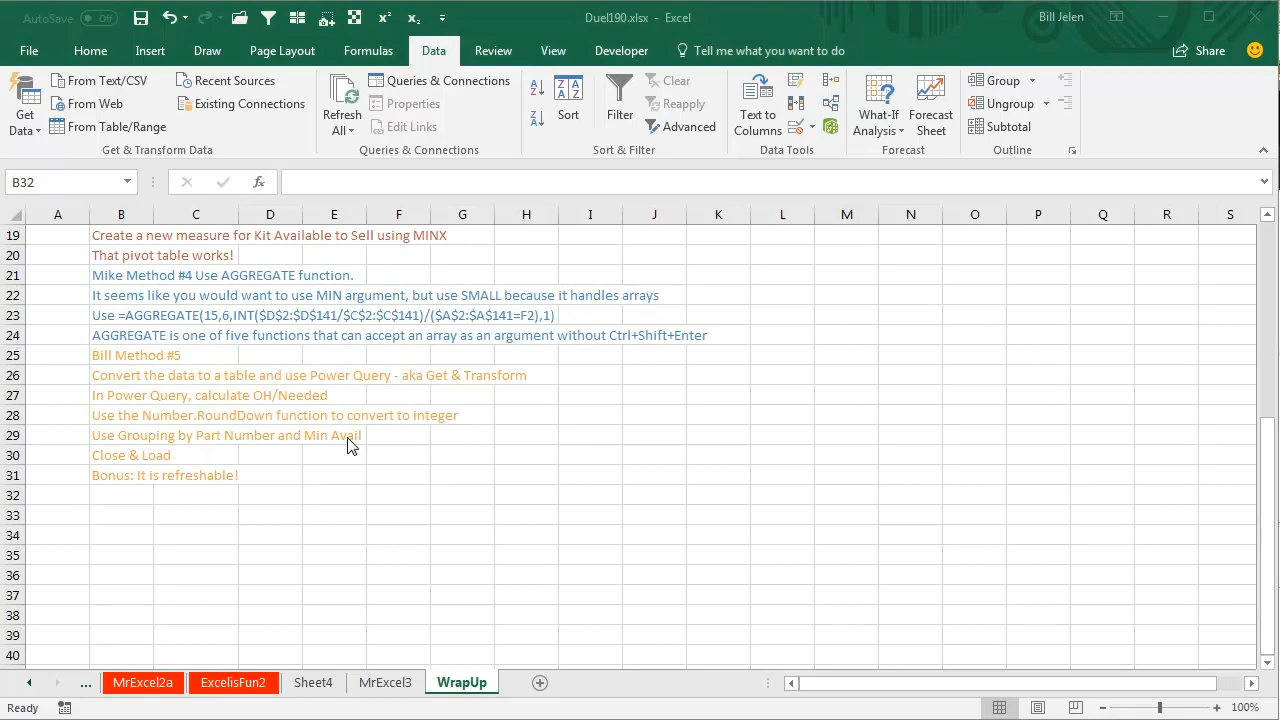 AutoSave Off
Duel190.xlsx - Excel
Bill Jelen
File Home Insert Draw Page Layout Formulas Data Review View Developer Tell me what you want to do Share
Get Data
From Text/CSV
From Web
From Table/Range
Recent Sources
Existing Connections
Get & Transform Data
Refresh All
Queries & Connections
Properties
Edit Links
Queries & Connections
Sort
Filter
Clear
Reapply
Advanced
Sort & Filter
Text to Columns
Data Tools
What-If Analysis
Forecast Sheet
Forecast
Group
Ungroup
Subtotal
Outline
B32
fx
A B C D E F G H I J K L M N O P Q R S
19 Create a new measure for Kit Available to Sell using MINX
20 That pivot table works!
21 Mike Method #4 Use AGGREGATE function.
22 It seems like you would want to use MIN argument, but use SMALL because it handles arrays
23 Use =AGGREGATE(15,6,INT($D$2:$D$141/$C$2:$C$141)/($A$2:$A$141=F2),1)
24 AGGREGATE is one of five functions that can accept an array as an argument without Ctrl+Shift+Enter
25 Bill Method #5
26 Convert the data to a table and use Power Query - aka Get & Transform
27 In Power Query, calculate OH/Needed
28 Use the Number.RoundDown function to convert to integer
29 Use Grouping by Part Number and Min Avail
30 Close & Load
31 Bonus: It is refreshable!
32
33
34
35
36
37
38
39
40
... MrExcel2a ExcelisFun2 Sheet4 MrExcel3 WrapUp
Ready
100%